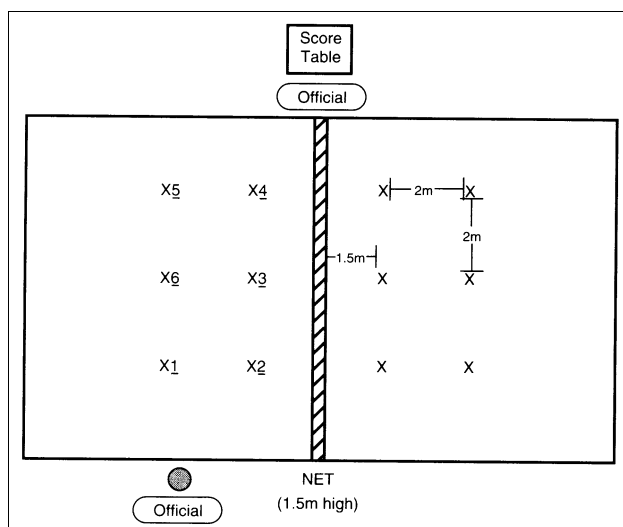 Score
Table
Official
X5 X4 X 2m X
2m
1.5m
X6 X3 X X
X1 X2 X X
NET
(1.5m high)
Official